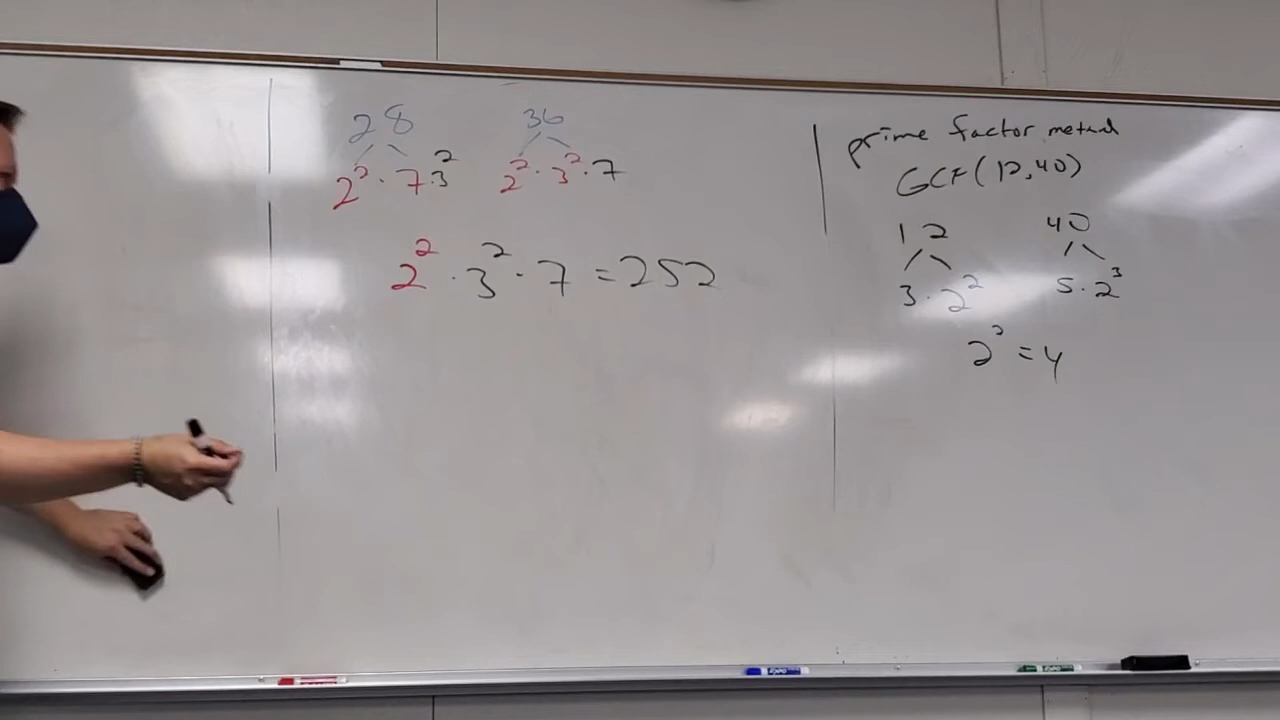 28 36
2² · 7 · 3² 2² · 3² · 7
2² · 3² · 7 = 252
prime factor method
GCF(12,40)
12 40
3 · 2² 5 · 2³
2² = 4
EXPO